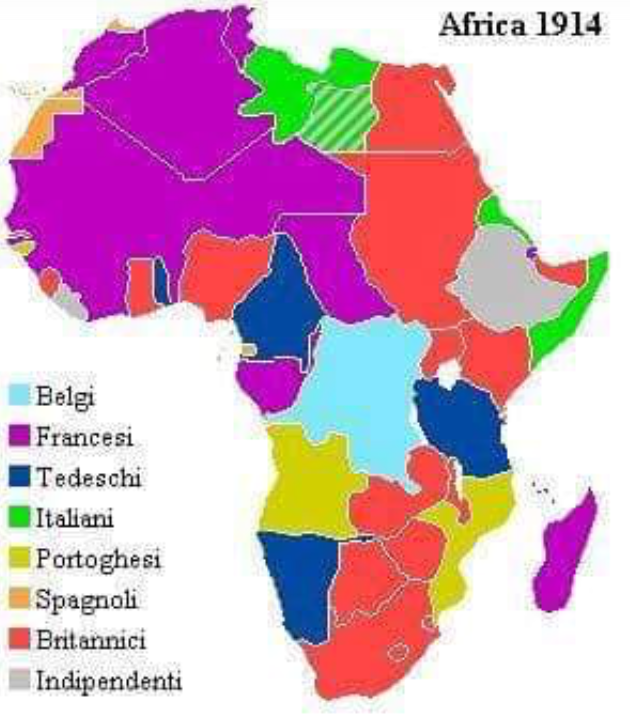 Africa 1914
Belgi
Francesi
Tedeschi
Italiani
Portoghesi
Spagnoli
Britannici
Indipendenti